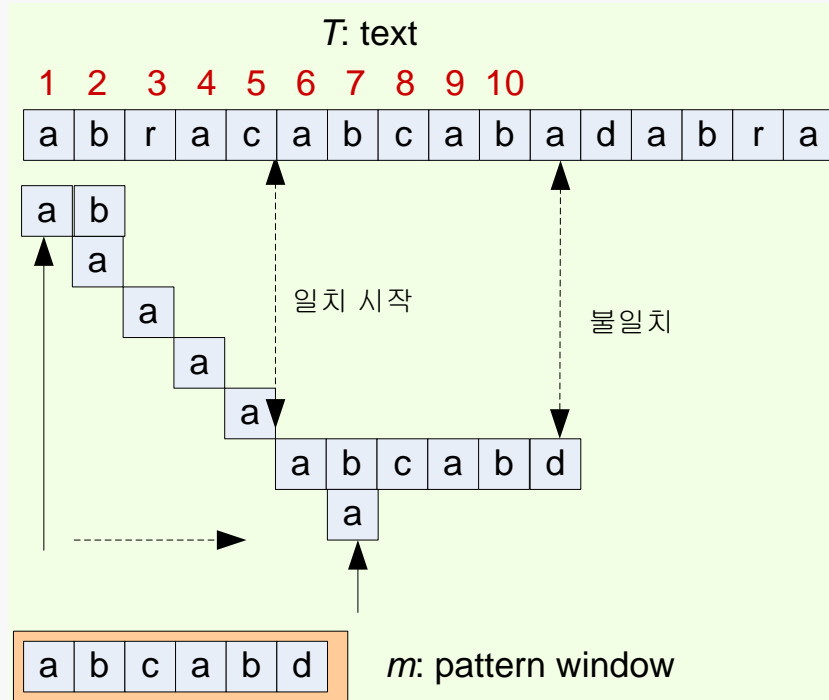 T: text
1 2 3 4 5 6 7 8 9 10
a b r a c a b c a b a d a b r a
a b
a
a
일치 시작
불일치
a
a
a b c a b d
a
a b c a b d
m: pattern window